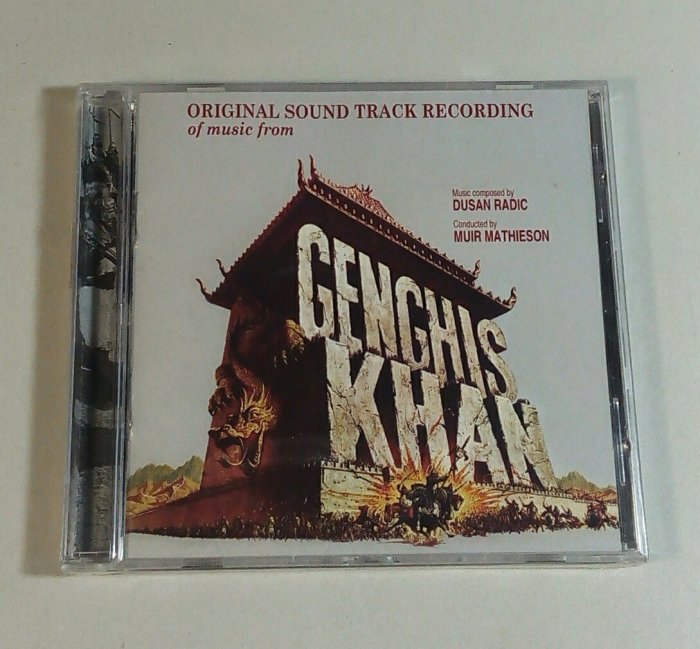 ORIGINAL SOUND TRACK RECORDING
of music from
Music composed by
DUSAN RADIC
Conducted by
MUIR MATHIESON
GENGHIS
KHAN